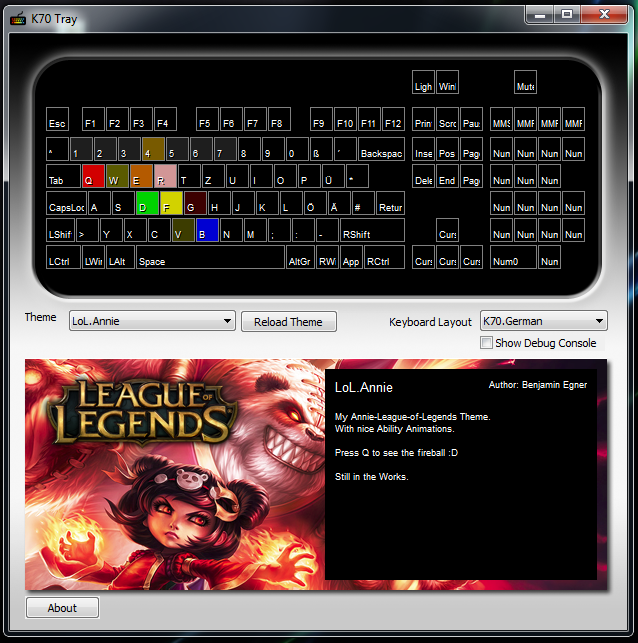 K70 Tray
Ligh Winl Mute
Esc F1 F2 F3 F4 F5 F6 F7 F8 F9 F10 F11 F12 Prin Scro Pau MMS MMF MMF MMF
^ 1 2 3 4 5 6 7 8 9 0 ß ´ Backspac Inse Pos Pag Nun Nun Nun Nun
Tab Q W E R T Z U I O P Ü * Dele End Pag Nun Nun Nun Nun
CapsLoc A S D F G H J K L Ö Ä # Retur Nun Nun Nun
LShift > Y X C V B N M ; : - RShift Curs Nun Nun Nun Nun
LCtrl LWir LAlt Space AltGr RWi App RCtrl Curs Curs Curs Num0 Nun
Theme LoL.Annie Reload Theme Keyboard Layout K70.German
Show Debug Console
LEAGUE OF
LEGENDS
LoL.Annie Author: Benjamin Egner
My Annie-League-of-Legends Theme.
With nice Ability Animations.
Press Q to see the fireball :D
Still in the Works.
About